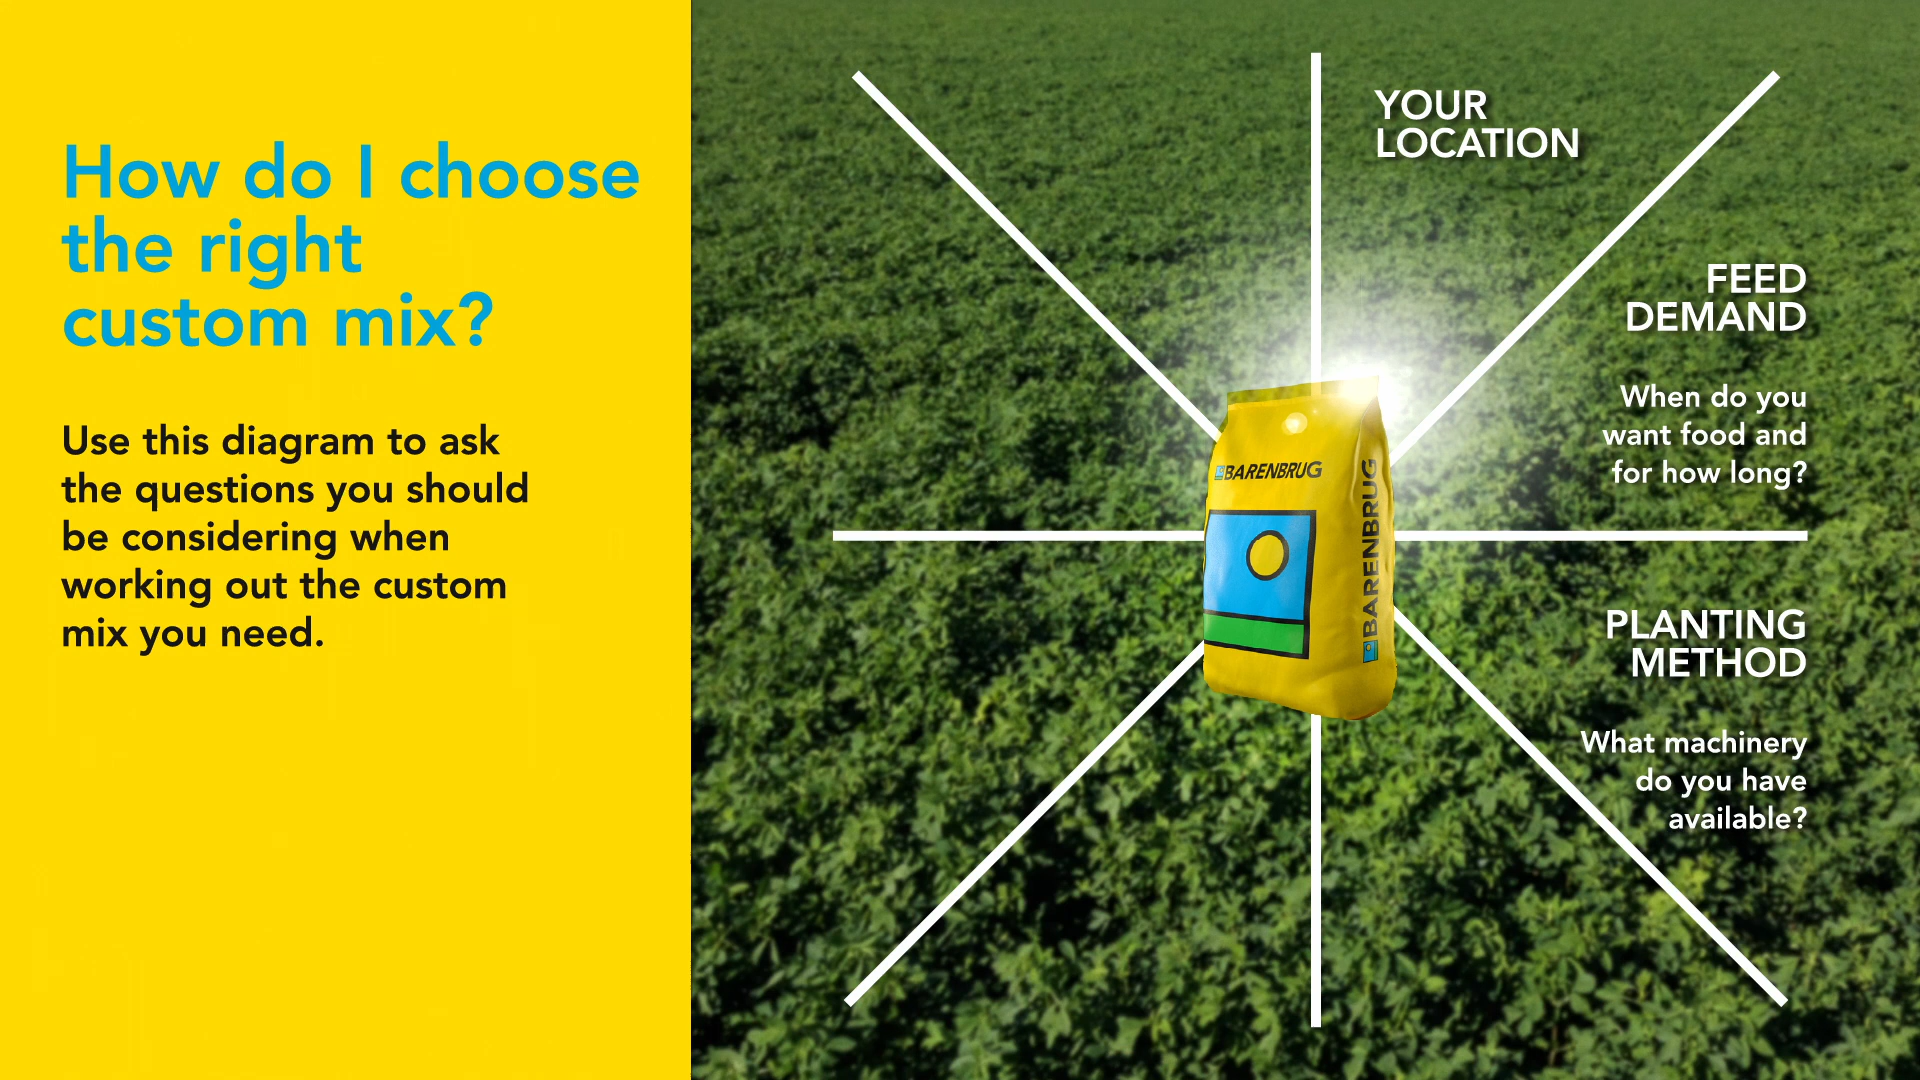 How do I choose
the right
custom mix?
Use this diagram to ask
the questions you should
be considering when
working out the custom
mix you need.
YOUR
LOCATION
FEED
DEMAND
When do you
want food and
for how long?
PLANTING
METHOD
What machinery
do you have
available?
BARENBRUG
BARENBRUG